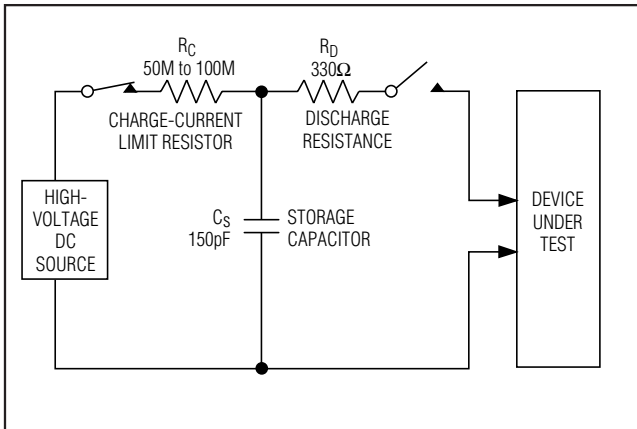 R_C
50M to 100M
CHARGE-CURRENT
LIMIT RESISTOR
R_D
330Ω
DISCHARGE
RESISTANCE
HIGH-
VOLTAGE
DC
SOURCE
C_S
150pF
STORAGE
CAPACITOR
DEVICE
UNDER
TEST